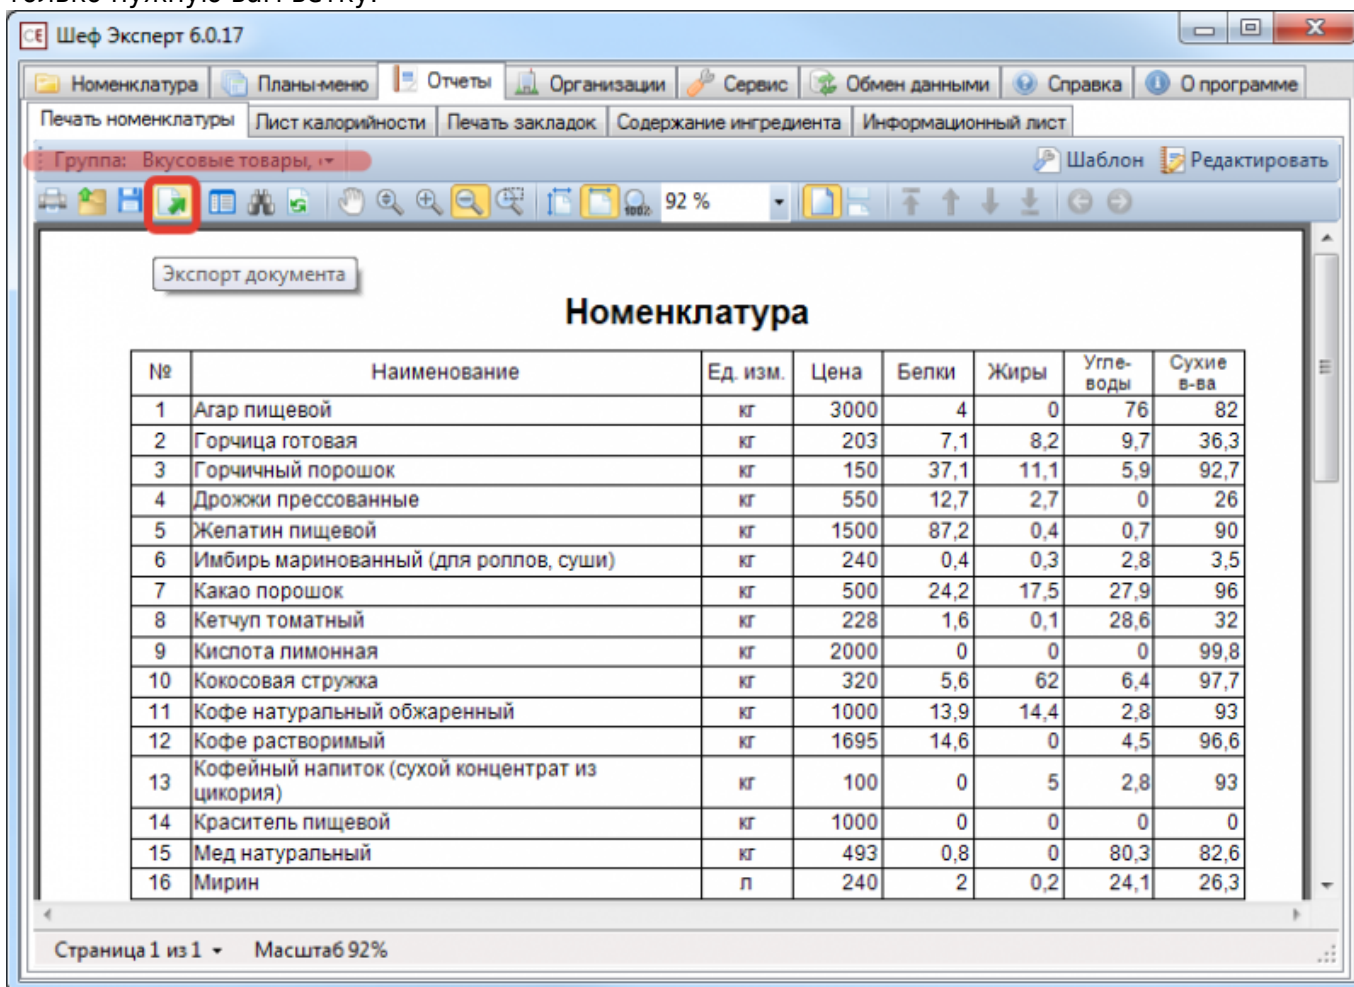 только нужную вам ветку.
CE Шеф Эксперт 6.0.17
Номенклатура Планы-меню Отчеты Организации Сервис Обмен данными Справка О программе
Печать номенклатуры Лист калорийности Печать закладок Содержание ингредиента Информационный лист
Группа: Вкусовые товары, Шаблон Редактировать
100% 92 %
Экспорт документа
Номенклатура
№ Наименование Ед. изм. Цена Белки Жиры Угле-воды Сухие в-ва
1 Агар пищевой кг 3000 4 0 76 82
2 Горчица готовая кг 203 7,1 8,2 9,7 36,3
3 Горчичный порошок кг 150 37,1 11,1 5,9 92,7
4 Дрожжи прессованные кг 550 12,7 2,7 0 26
5 Желатин пищевой кг 1500 87,2 0,4 0,7 90
6 Имбирь маринованный (для роллов, суши) кг 240 0,4 0,3 2,8 3,5
7 Какао порошок кг 500 24,2 17,5 27,9 96
8 Кетчуп томатный кг 228 1,6 0,1 28,6 32
9 Кислота лимонная кг 2000 0 0 0 99,8
10 Кокосовая стружка кг 320 5,6 62 6,4 97,7
11 Кофе натуральный обжаренный кг 1000 13,9 14,4 2,8 93
12 Кофе растворимый кг 1695 14,6 0 4,5 96,6
13 Кофейный напиток (сухой концентрат из цикория) кг 100 0 5 2,8 93
14 Краситель пищевой кг 1000 0 0 0 0
15 Мед натуральный кг 493 0,8 0 80,3 82,6
16 Мирин л 240 2 0,2 24,1 26,3
Страница 1 из 1 Масштаб 92%